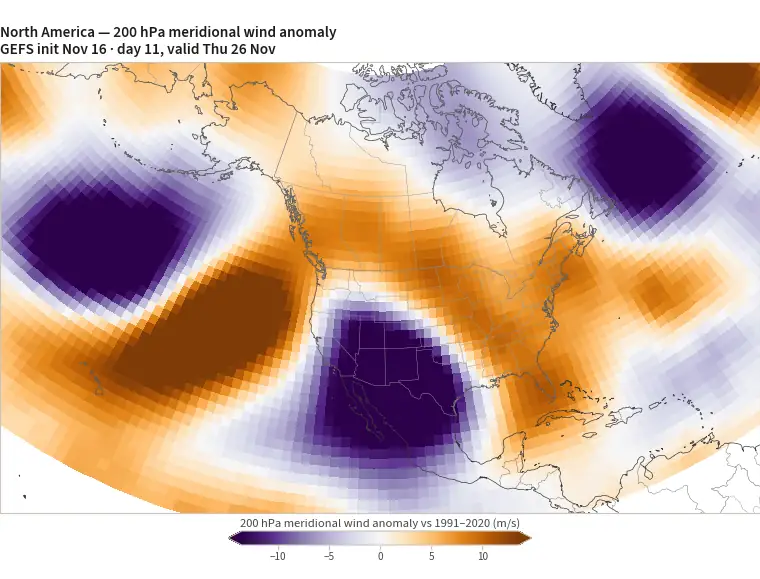 North America — 200 hPa meridional wind anomaly
GEFS init Nov 16 · day 11, valid Thu 26 Nov
200 hPa meridional wind anomaly vs 1991–2020 (m/s)
−10 −5 0 5 10